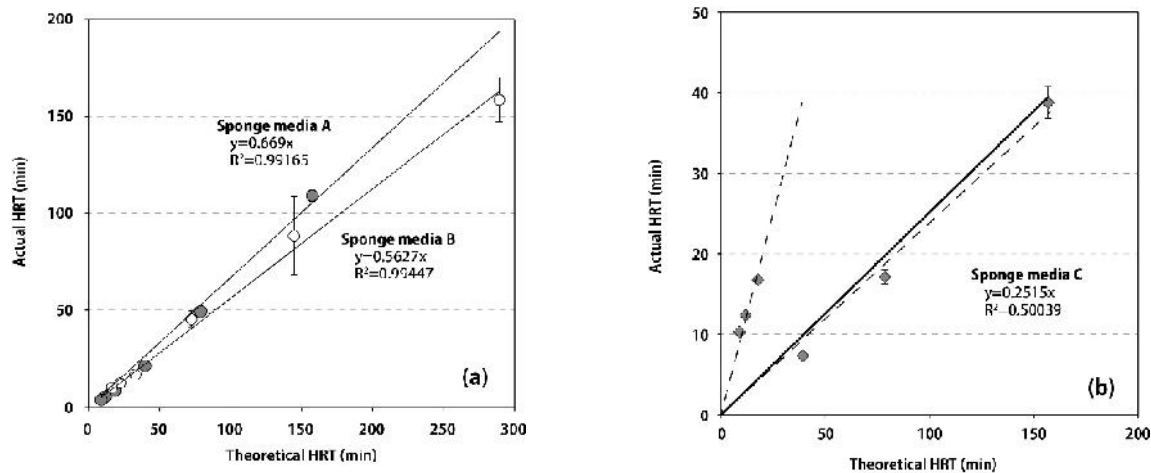 200
150
100
50
0
Actual HRT (min)
Sponge media A
y=0.669x
R²=0.99165
Sponge media B
y=0.5627x
R²=0.99447
(a)
0 50 100 150 200 250 300
Theoretical HRT (min)
50
40
30
20
10
0
Actual HRT (min)
Sponge media C
y=0.2515x
R²=0.50039
(b)
0 50 100 150 200
Theoretical HRT (min)